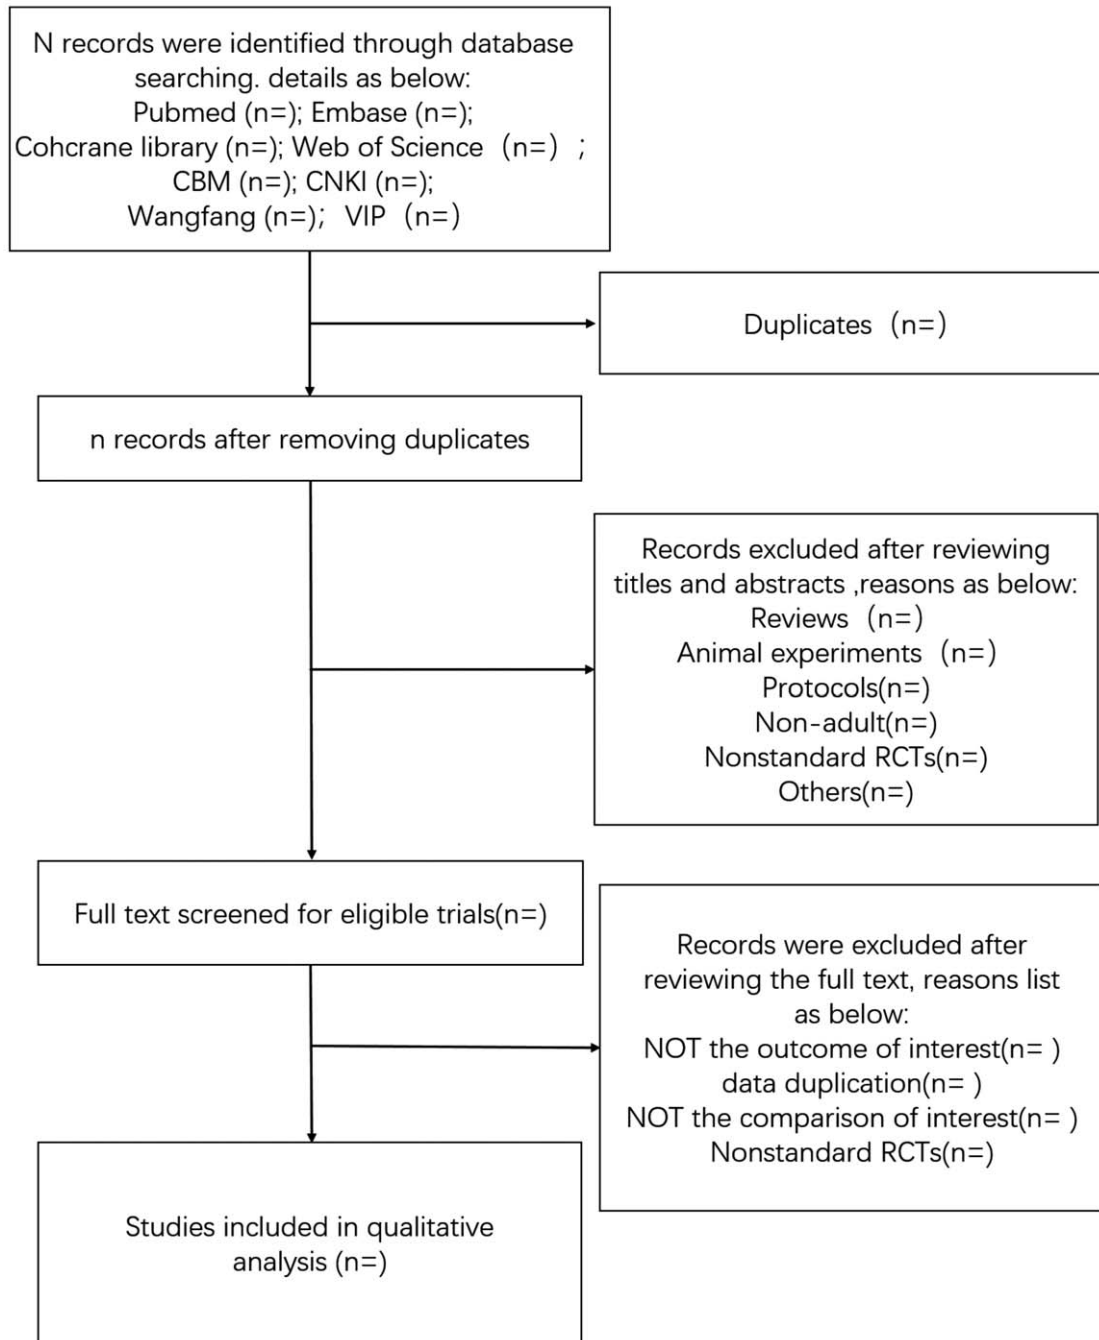 N records were identified through database
searching. details as below:
Pubmed (n=); Embase (n=);
Cohcrane library (n=); Web of Science（n=）;
CBM (n=); CNKI (n=);
Wangfang (n=);  VIP（n=）
Duplicates（n=）
n records after removing duplicates
Records excluded after reviewing
titles and abstracts ,reasons as below:
Reviews（n=）
Animal experiments（n=）
Protocols(n=)
Non-adult(n=)
Nonstandard RCTs(n=)
Others(n=)
Full text screened for eligible trials(n=)
Records were excluded after
reviewing the full text, reasons list
as below:
NOT the outcome of interest(n= )
data duplication(n= )
NOT the comparison of interest(n= )
Nonstandard RCTs(n=)
Studies included in qualitative
analysis (n=)